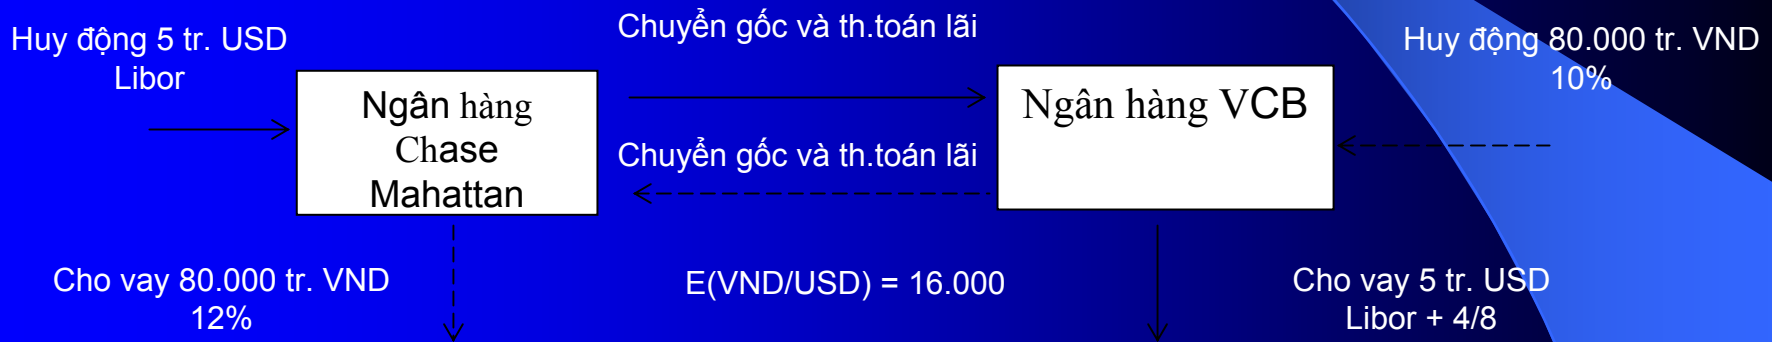 Huy động 5 tr. USD
Libor
Chuyển gốc và th.toán lãi
Huy động 80.000 tr. VND
10%
Ngân hàng
Chase
Mahattan
Ngân hàng VCB
Chuyển gốc và th.toán lãi
Cho vay 80.000 tr. VND
12%
E(VND/USD) = 16.000
Cho vay 5 tr. USD
Libor + 4/8